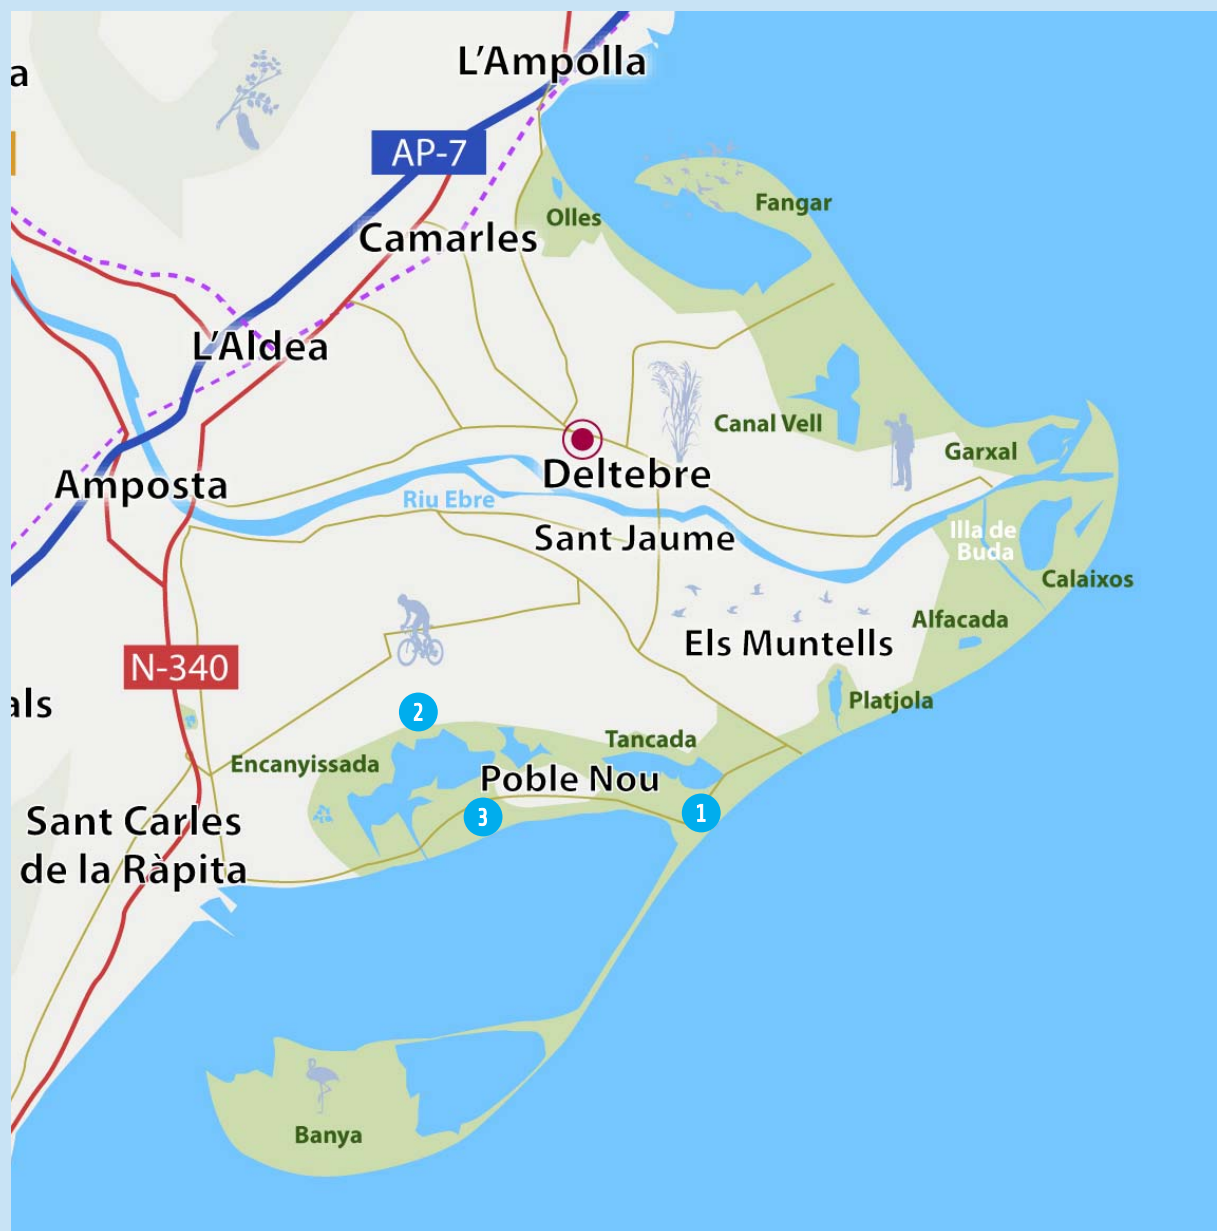 L'Ampolla
a
AP-7
Fangar
Olles
Camarles
L'Aldea
Canal Vell
Garxal
Deltebre
Amposta
Riu Ebre
Sant Jaume
Illa de
Buda
Calaixos
Alfacada
Els Muntells
N-340
Platjola
als
2
Tancada
Encanyissada
Poble Nou
1
3
Sant Carles
de la Ràpita
Banya